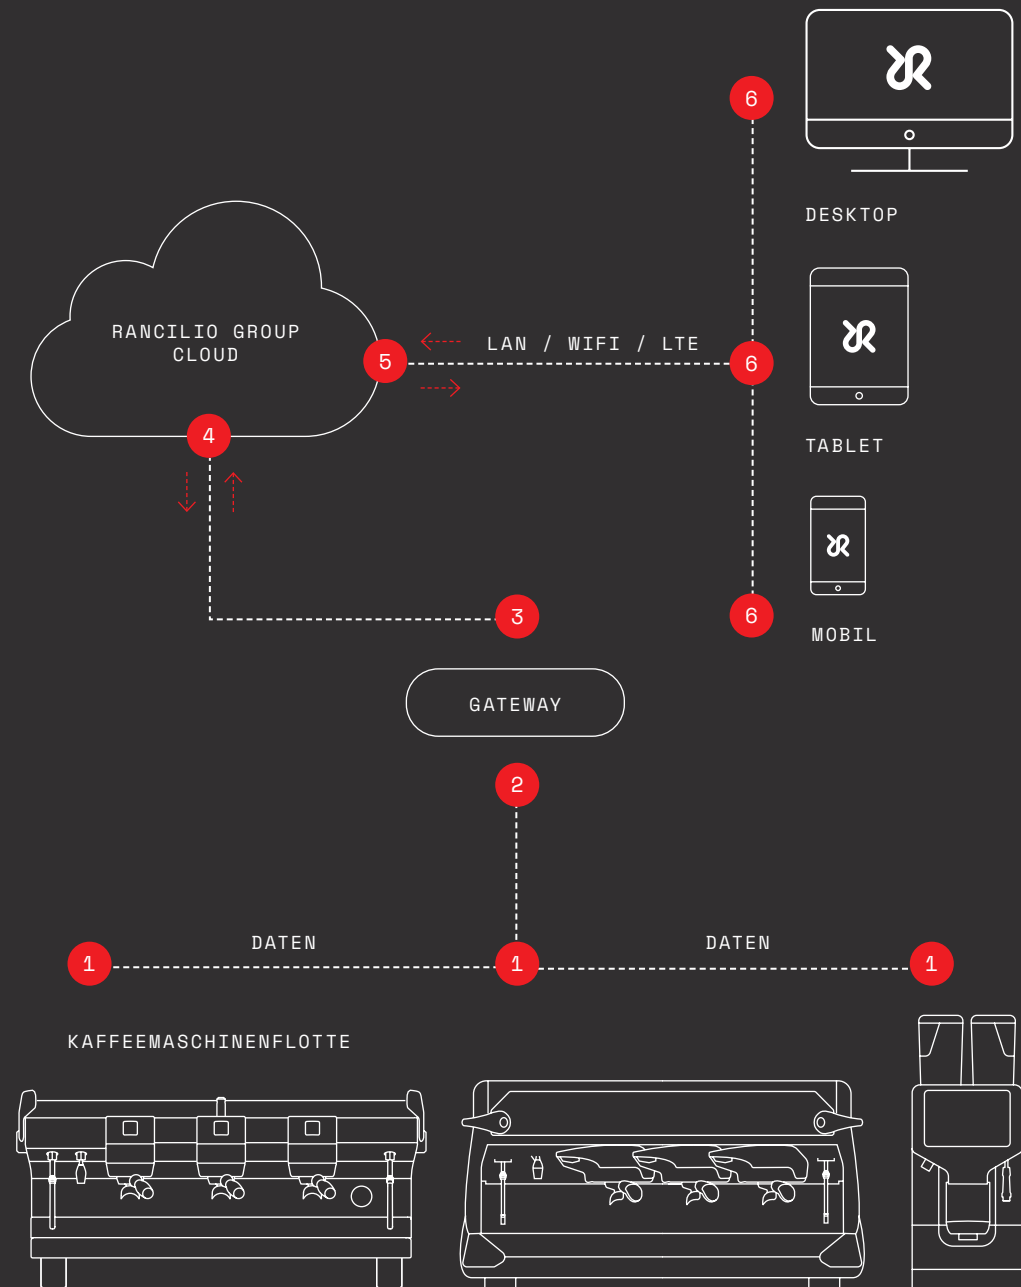 6
DESKTOP
RANCILIO GROUP
CLOUD
5
LAN / WIFI / LTE
6
4
TABLET
3
6
MOBIL
GATEWAY
2
DATEN
DATEN
1
1
1
KAFFEEMASCHINENFLOTTE